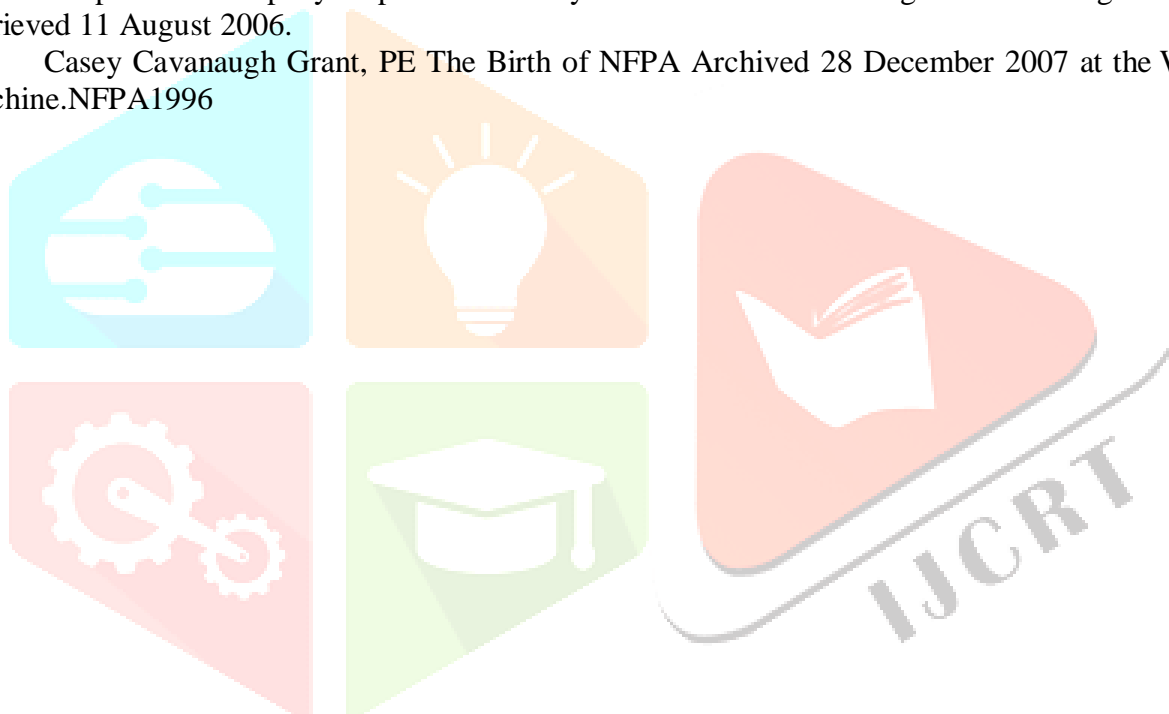 rieved 11 August 2006.
Casey Cavanaugh Grant, PE The Birth of NFPA Archived 28 December 2007 at the
chine.NFPA1996
IJCRT